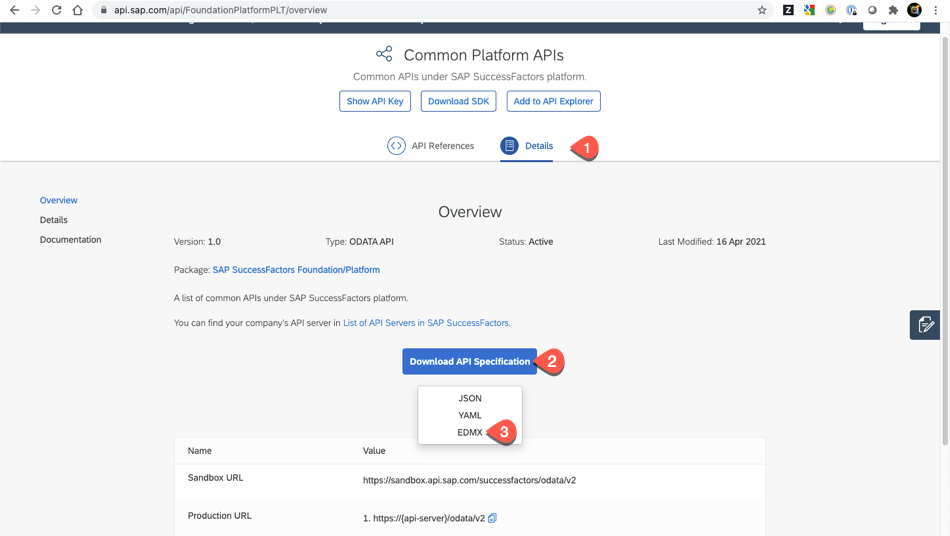 api.sap.com/api/FoundationPlatformPLT/overview
Common Platform APIs
Common APIs under SAP SuccessFactors platform.
Show API Key
Download SDK
Add to API Explorer
API References
Details
1
Overview
Details
Documentation
Overview
Version: 1.0 Type: ODATA API Status: Active Last Modified: 16 Apr 2021
Package: SAP SuccessFactors Foundation/Platform
A list of common APIs under SAP SuccessFactors platform.
You can find your company's API server in List of API Servers in SAP SuccessFactors.
Download API Specification
2
JSON
YAML
EDMX
3
Name Value
Sandbox URL https://sandbox.api.sap.com/successfactors/odata/v2
Production URL 1. https://{api-server}/odata/v2